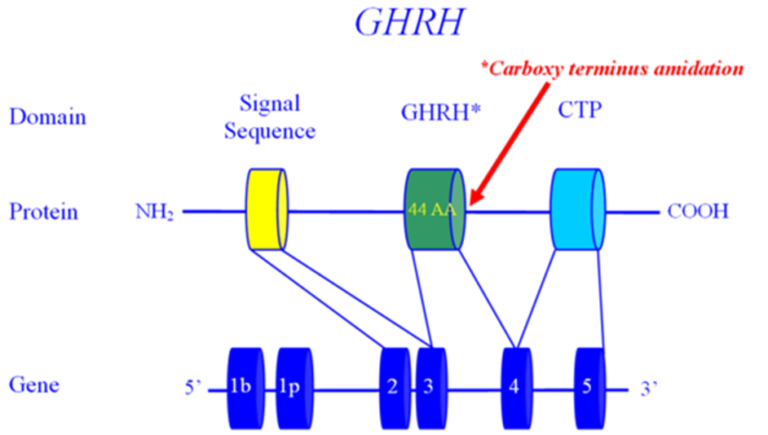 GHRH
*Carboxy terminus amidation
Domain
Signal
Sequence
GHRH*
CTP
Protein
NH₂
44 AA
COOH
Gene
5’
1b
1p
2
3
4
5
3’